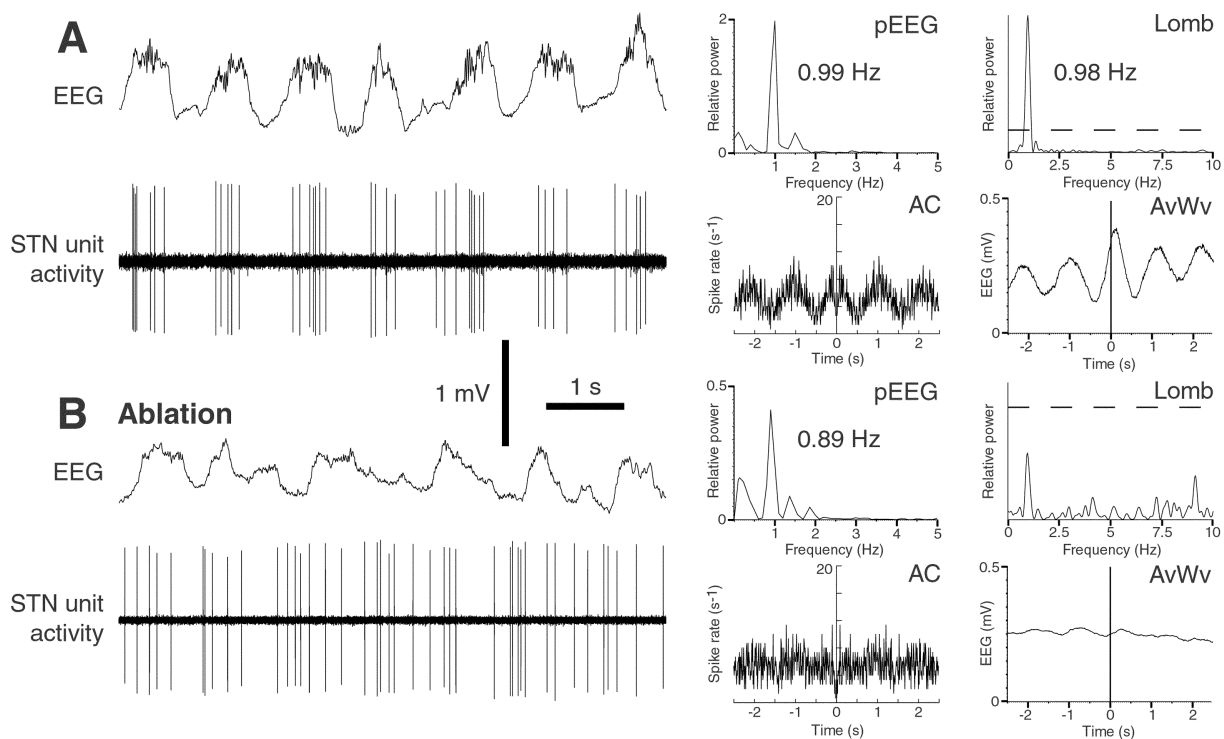 A
EEG
STN unit
activity
1 mV
1 s
pEEG
0.99 Hz
Relative power
2
0
1 2 3 4 5
Frequency (Hz)
Lomb
0.98 Hz
Relative power
0 2.5 5 7.5 10
Frequency (Hz)
AC
20
Spike rate (s-1)
-2 -1 0 1 2
Time (s)
AvWv
0.5
EEG (mV)
0
-2 -1 0 1 2
Time (s)
B Ablation
EEG
STN unit
activity
pEEG
0.89 Hz
0.5
Relative power
0
1 2 3 4 5
Frequency (Hz)
Lomb
Relative power
0 2.5 5 7.5 10
Frequency (Hz)
AC
20
Spike rate (s-1)
-2 -1 0 1 2
Time (s)
AvWv
0.5
EEG (mV)
0
-2 -1 0 1 2
Time (s)